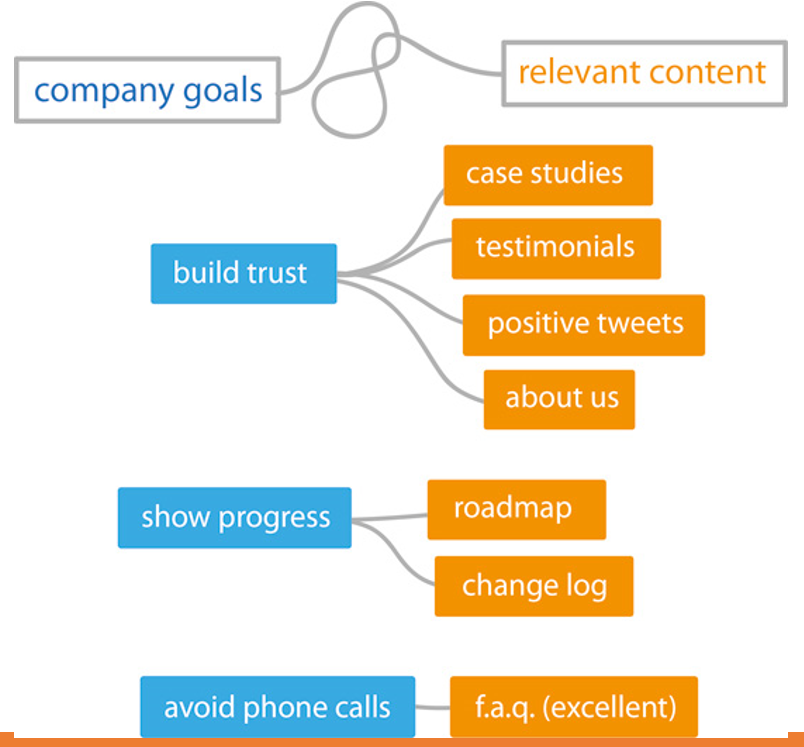 company goals
relevant content
build trust
case studies
testimonials
positive tweets
about us
show progress
roadmap
change log
avoid phone calls
f.a.q. (excellent)